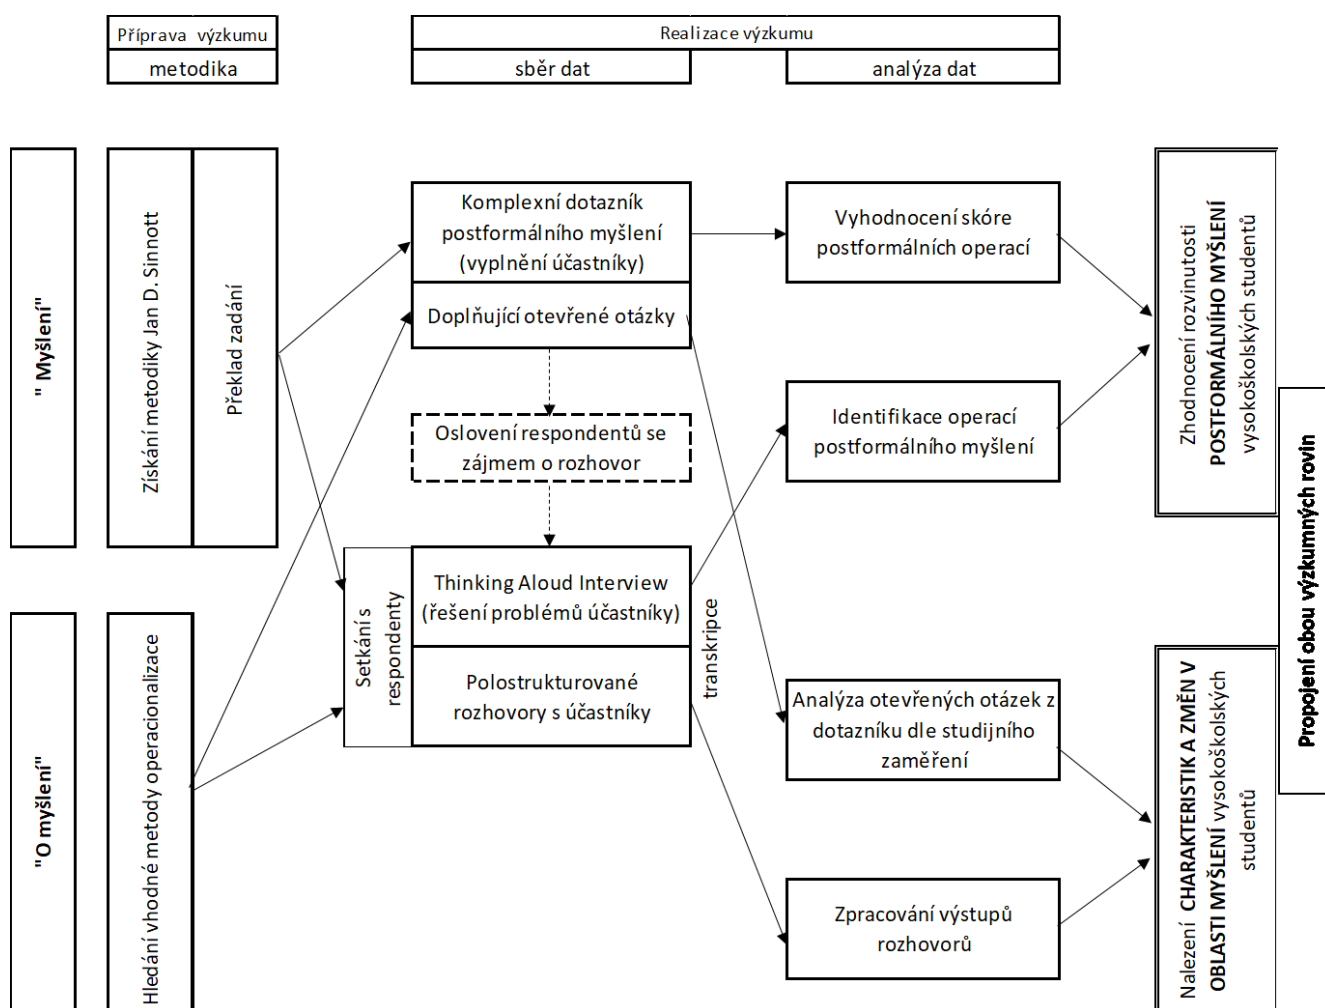 Příprava výzkumu
Realizace výzkumu
metodika
sběr dat
analýza dat
" Myšlení"
Získání metodiky Jan D. Sinnott
Překlad zadání
Komplexní dotazník
postformálního myšlení
(vyplnění účastníky)
Doplňující otevřené otázky
Oslovení respondentů se
zájmem o rozhovor
Vyhodnocení skóre
postformálních operací
Identifikace operací
postformálního myšlení
Zhodnocení rozvinutosti
POSTFORMÁLNÍHO MYŠLENÍ
vysokoškolských studentů
Propojení obou výzkumných rovin
"O myšlení"
Hledání vhodné metody operacionalizace
Setkání s
respondenty
Thinking Aloud Interview
(řešení problémů účastníky)
Polostrukturované
rozhovory s účastníky
transkripce
Analýza otevřených otázek z
dotazníku dle studijního
zaměření
Zpracování výstupů
rozhovorů
Nalezení CHARAKTERISTIK A ZMĚN V
OBLASTI MYŠLENÍ vysokoškolských
studentů